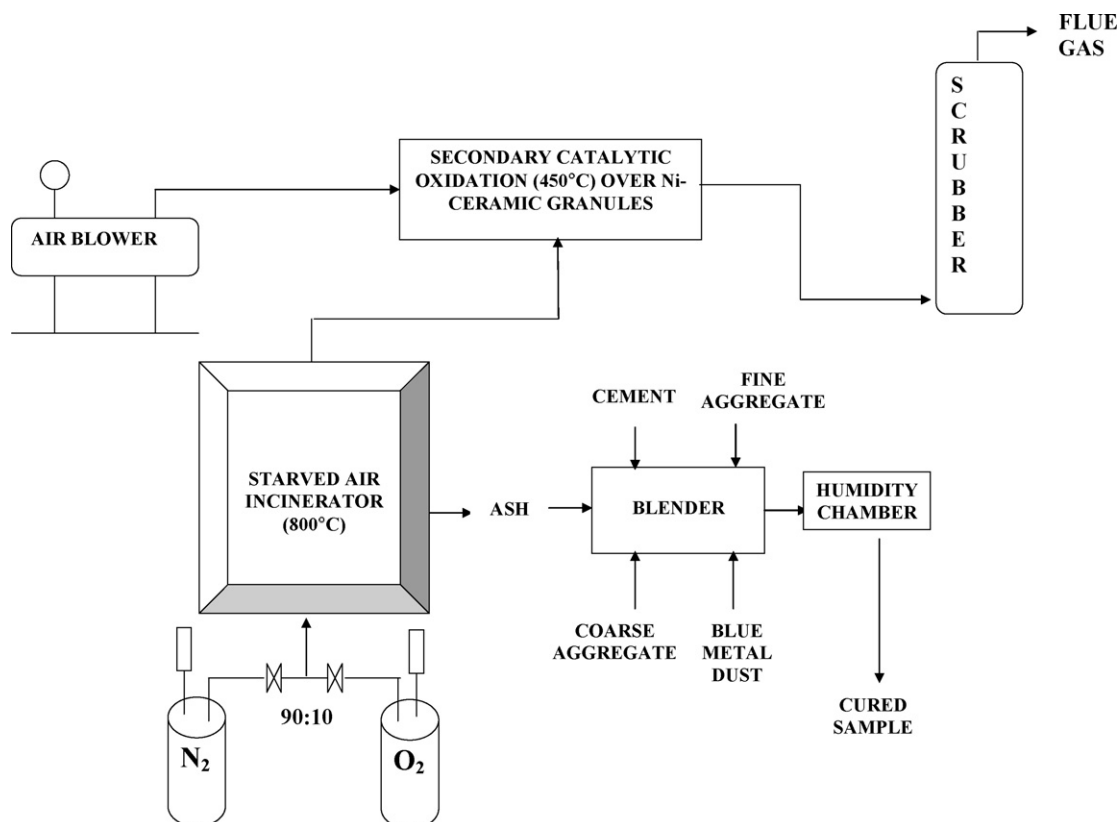 FLUE
GAS
SCRUBBER
SECONDARY CATALYTIC
OXIDATION (450°C) OVER Ni-
CERAMIC GRANULES
AIR BLOWER
STARVED AIR
INCINERATOR
(800°C)
ASH
CEMENT
FINE
AGGREGATE
BLENDER
HUMIDITY
CHAMBER
COARSE
AGGREGATE
BLUE
METAL
DUST
CURED
SAMPLE
90:10
N₂
O₂